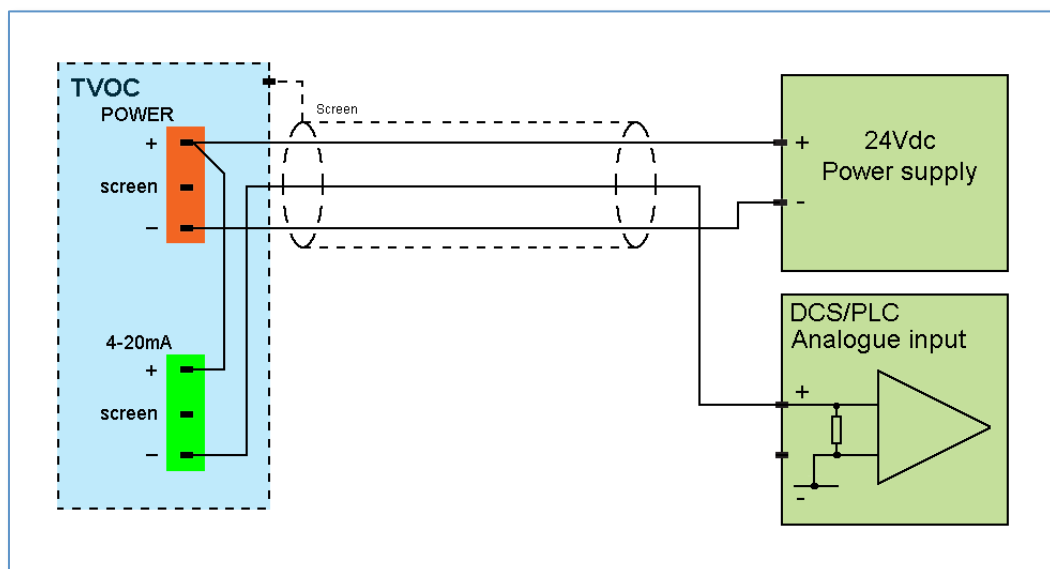 TVOC
POWER
+
screen
–
4-20mA
+
screen
–
Screen
24Vdc
Power supply
+
-
DCS/PLC
Analogue input
+
-